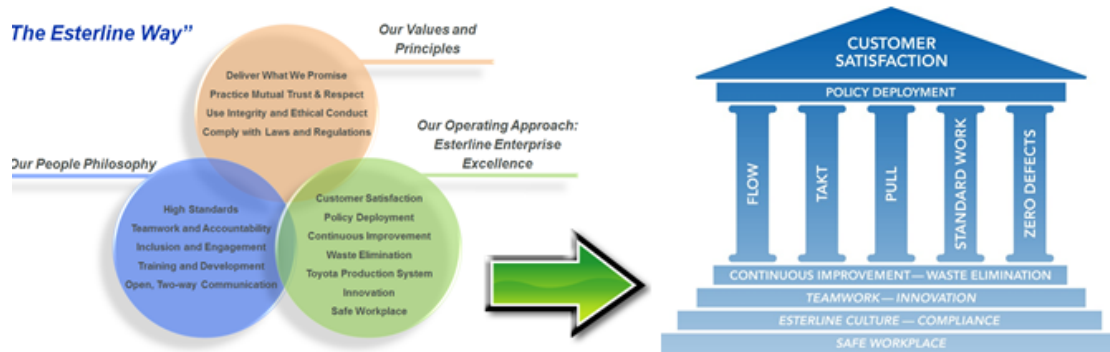 The Esterline Way”
Our Values and
Principles
Deliver What We Promise
Practice Mutual Trust & Respect
Use Integrity and Ethical Conduct
Comply with Laws and Regulations
Our Operating Approach:
Esterline Enterprise
Excellence
Our People Philosophy
High Standards
Teamwork and Accountability
Inclusion and Engagement
Training and Development
Open, Two-way Communication
Customer Satisfaction
Policy Deployment
Continuous Improvement
Waste Elimination
Toyota Production System
Innovation
Safe Workplace
CUSTOMER
SATISFACTION
POLICY DEPLOYMENT
FLOW
TAKT
PULL
STANDARD WORK
ZERO DEFECTS
CONTINUOUS IMPROVEMENT — WASTE ELIMINATION
TEAMWORK — INNOVATION
ESTERLINE CULTURE — COMPLIANCE
SAFE WORKPLACE